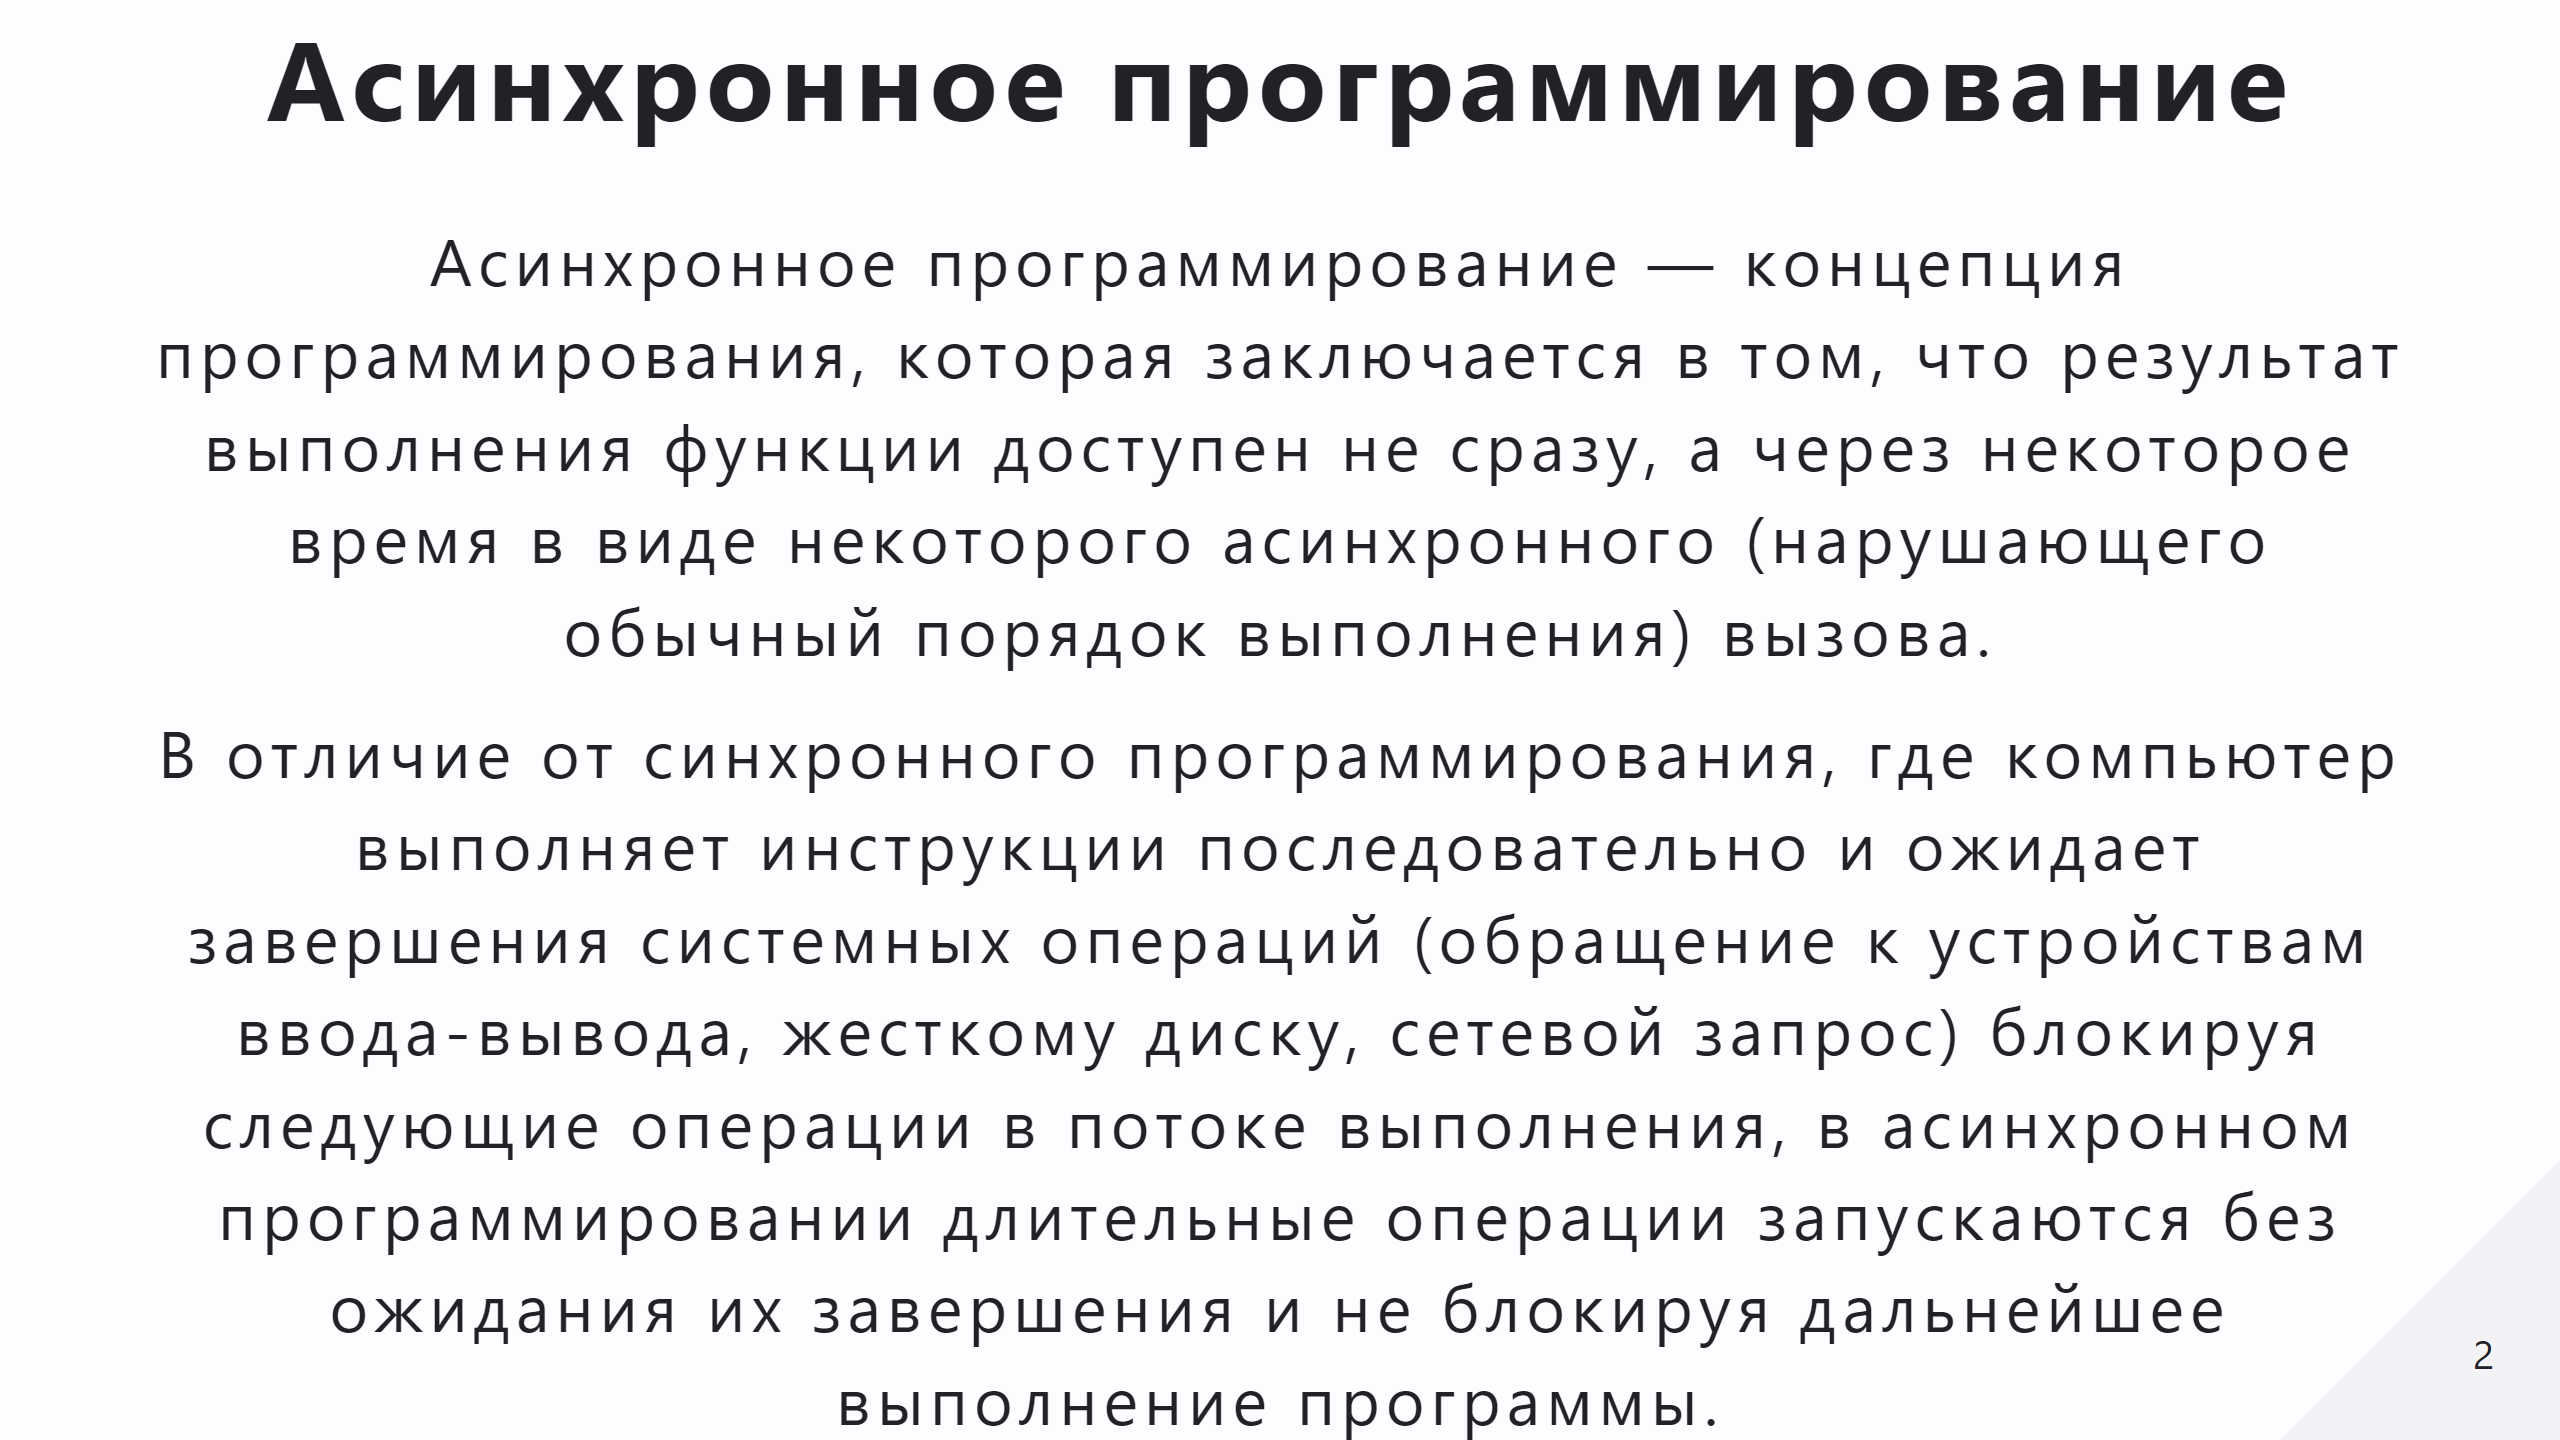 Асинхронное программирование
Асинхронное программирование — концепция
программирования, которая заключается в том, что результат
выполнения функции доступен не сразу, а через некоторое
время в виде некоторого асинхронного (нарушающего
обычный порядок выполнения) вызова.
В отличие от синхронного программирования, где компьютер
выполняет инструкции последовательно и ожидает
завершения системных операций (обращение к устройствам
ввода-вывода, жесткому диску, сетевой запрос) блокируя
следующие операции в потоке выполнения, в асинхронном
программировании длительные операции запускаются без
ожидания их завершения и не блокируя дальнейшее
выполнение программы.
2